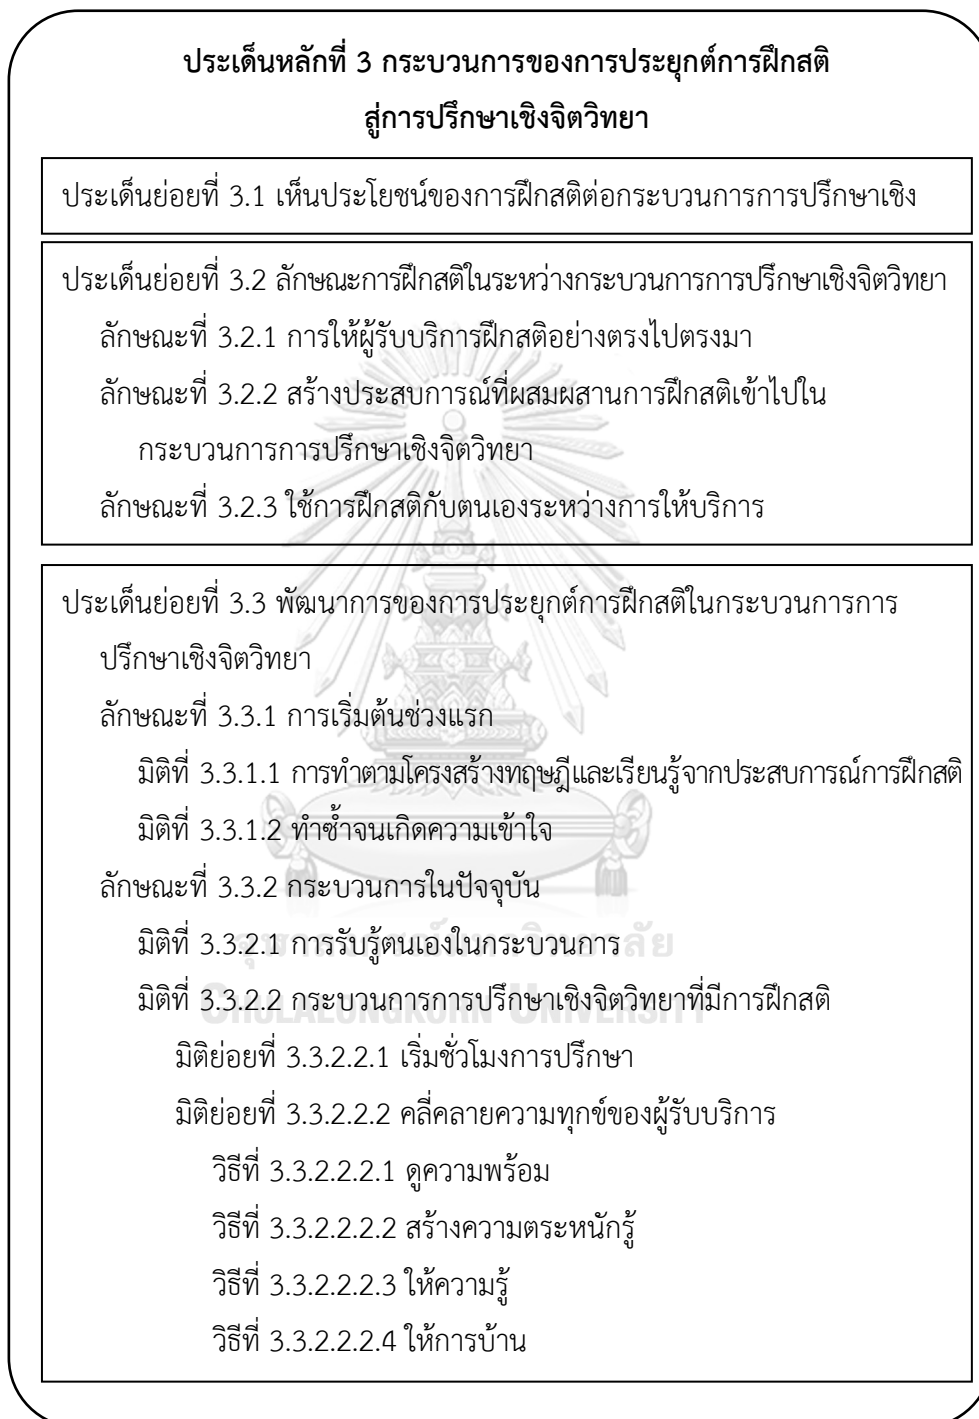 ประเด็นหลักที่ 3 กระบวนการของการประยุกต์การฝึกสติ
สู่การปรึกษาเชิงจิตวิทยา
ประเด็นย่อยที่ 3.1 เห็นประโยชน์ของการฝึกสติต่อกระบวนการการปรึกษาเชิง
ประเด็นย่อยที่ 3.2 ลักษณะการฝึกสติในระหว่างกระบวนการการปรึกษาเชิงจิตวิทยา
ลักษณะที่ 3.2.1 การให้ผู้รับบริการฝึกสติอย่างตรงไปตรงมา
ลักษณะที่ 3.2.2 สร้างประสบการณ์ที่ผสมผสานการฝึกสติเข้าไปใน
กระบวนการการปรึกษาเชิงจิตวิทยา
ลักษณะที่ 3.2.3 ใช้การฝึกสติกับตนเองระหว่างการให้บริการ
ประเด็นย่อยที่ 3.3 พัฒนาการของการประยุกต์การฝึกสติในกระบวนการการ
ปรึกษาเชิงจิตวิทยา
ลักษณะที่ 3.3.1 การเริ่มต้นช่วงแรก
มิติที่ 3.3.1.1 การทำตามโครงสร้างทฤษฎีและเรียนรู้จากประสบการณ์การฝึกสติ
มิติที่ 3.3.1.2 ทำซ้ำจนเกิดความเข้าใจ
ลักษณะที่ 3.3.2 กระบวนการในปัจจุบัน
มิติที่ 3.3.2.1 การรับรู้ตนเองในกระบวนการ
จุฬาลงกรณ์มหาวิทยาลัย
มิติที่ 3.3.2.2 กระบวนการการปรึกษาเชิงจิตวิทยาที่มีการฝึกสติ
CHULALONGKORN UNIVERSITY
มิติย่อยที่ 3.3.2.2.1 เริ่มชั่วโมงการปรึกษา
มิติย่อยที่ 3.3.2.2.2 คลี่คลายความทุกข์ของผู้รับบริการ
วิธีที่ 3.3.2.2.2.1 ดูความพร้อม
วิธีที่ 3.3.2.2.2.2 สร้างความตระหนักรู้
วิธีที่ 3.3.2.2.2.3 ให้ความรู้
วิธีที่ 3.3.2.2.2.4 ให้การบ้าน